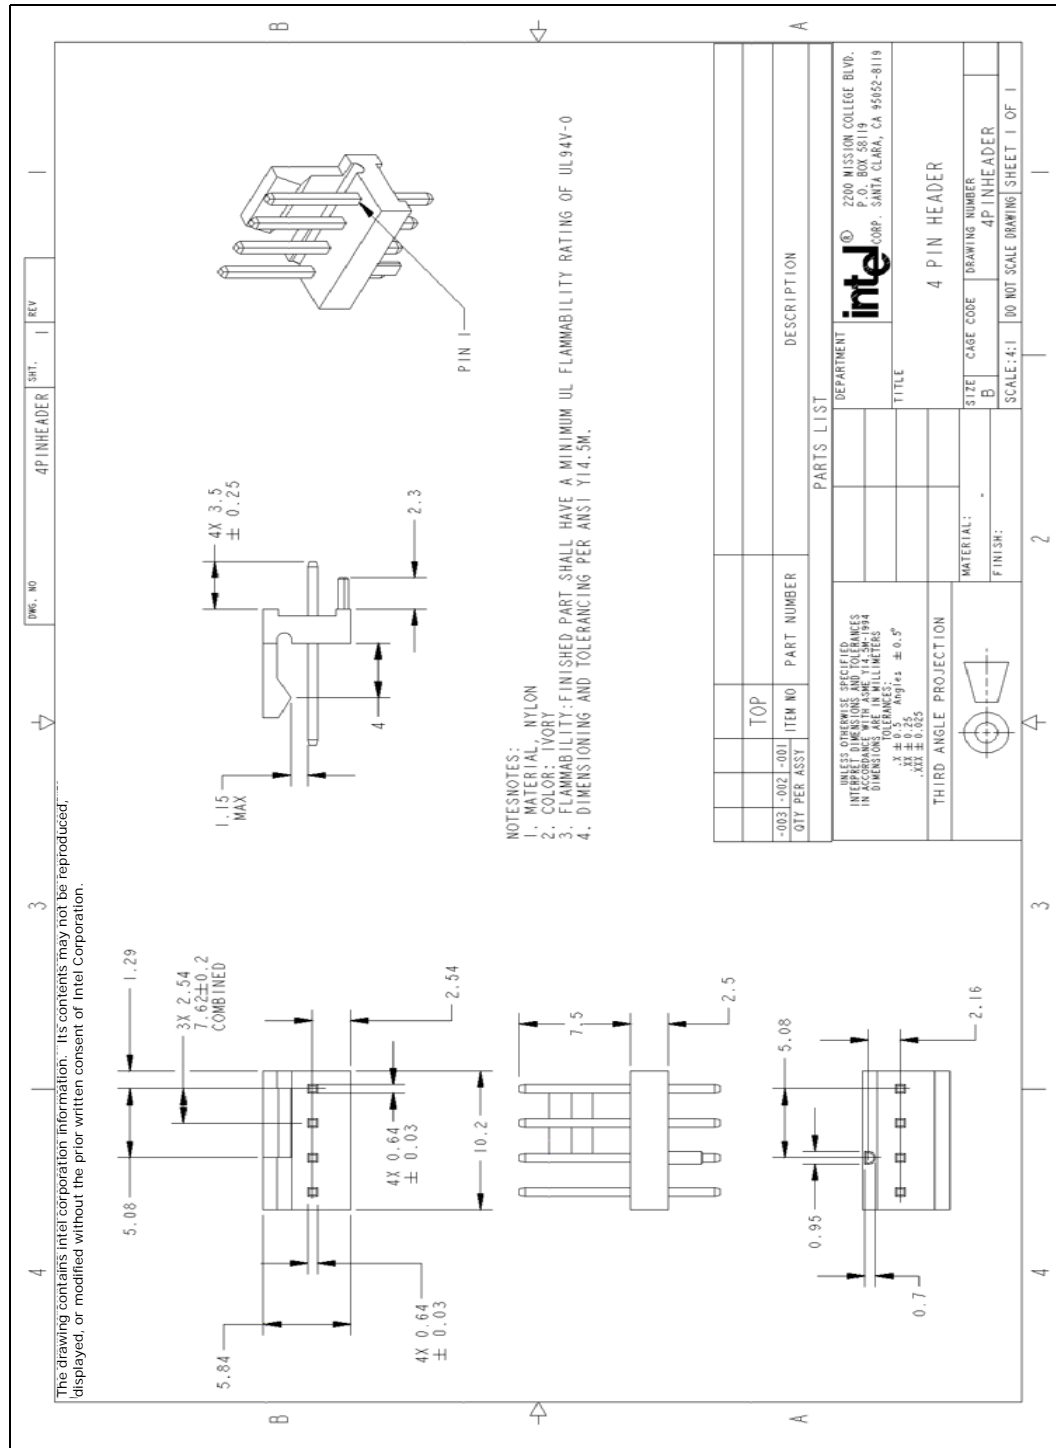 The drawing contains intel corporation information. Its contents may not be reproduced,
displayed, or modified without the prior written consent of Intel Corporation.
4
3
1
B
A
DWG. NO
4PINHEADER
SHT.
1
REV
5.08
1.29
3X 2.54
7.62±0.2
COMBINED
2.54
5.84
4X 0.64
± 0.03
4X 0.64
± 0.03
10.2
7.5
2.5
0.95
5.08
2.16
0.7
1.15
MAX
4
4X 3.5
± 0.25
2.3
PIN 1
NOTESNOTES:
1. MATERIAL, NYLON
2. COLOR: IVORY
3. FLAMMABILITY:FINISHED PART SHALL HAVE A MINIMUM UL FLAMMABILITY RATING OF UL94V-0
4. DIMENSIONING AND TOLERANCING PER ANSI Y14.5M.
TOP
-003
-002
-001
ITEM NO
PART NUMBER
DESCRIPTION
QTY PER ASSY
PARTS LIST
UNLESS OTHERWISE SPECIFIED
INTERPRET DIMENSIONS AND TOLERANCES
IN ACCORDANCE WITH ASME Y14.5M-1994
DIMENSIONS ARE IN MILLIMETERS
TOLERANCES:
.X ± 0.5 Angles ±0.5°
.XX ± 0.25
.XXX ± 0.025
THIRD ANGLE PROJECTION
MATERIAL: -
FINISH:
DEPARTMENT
intel®
CORP.
2200 MISSION COLLEGE BLVD.
P.O. BOX 58119
SANTA CLARA, CA 95052-8119
TITLE
4 PIN HEADER
SIZE
B
CAGE CODE
DRAWING NUMBER
4PINHEADER
SCALE:4:1
DO NOT SCALE DRAWING
SHEET 1 OF 1
B
A
4
3
2
1